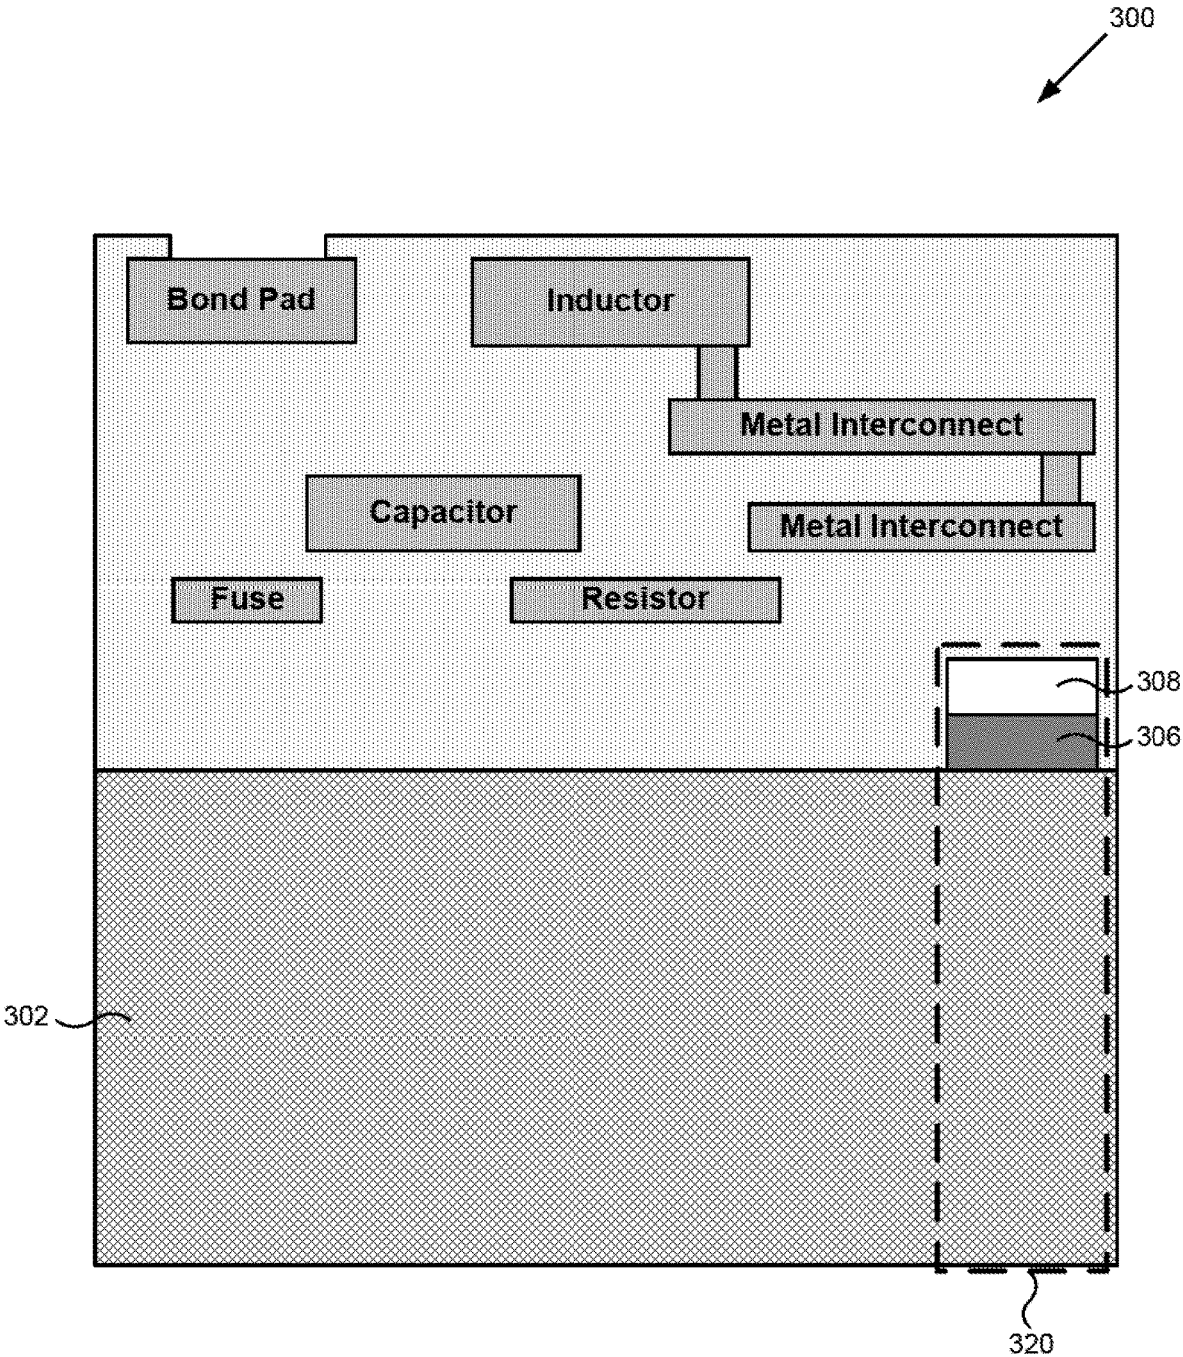 300
Bond Pad
Inductor
Metal Interconnect
Capacitor
Metal Interconnect
Fuse
Resistor
308
306
302
320